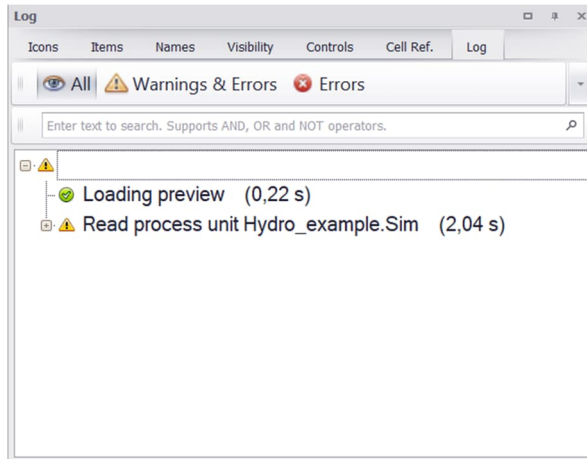 Log
Icons Items Names Visibility Controls Cell Ref. Log
All Warnings & Errors Errors
Enter text to search. Supports AND, OR and NOT operators.
Loading preview (0,22 s)
Read process unit Hydro_example.Sim (2,04 s)